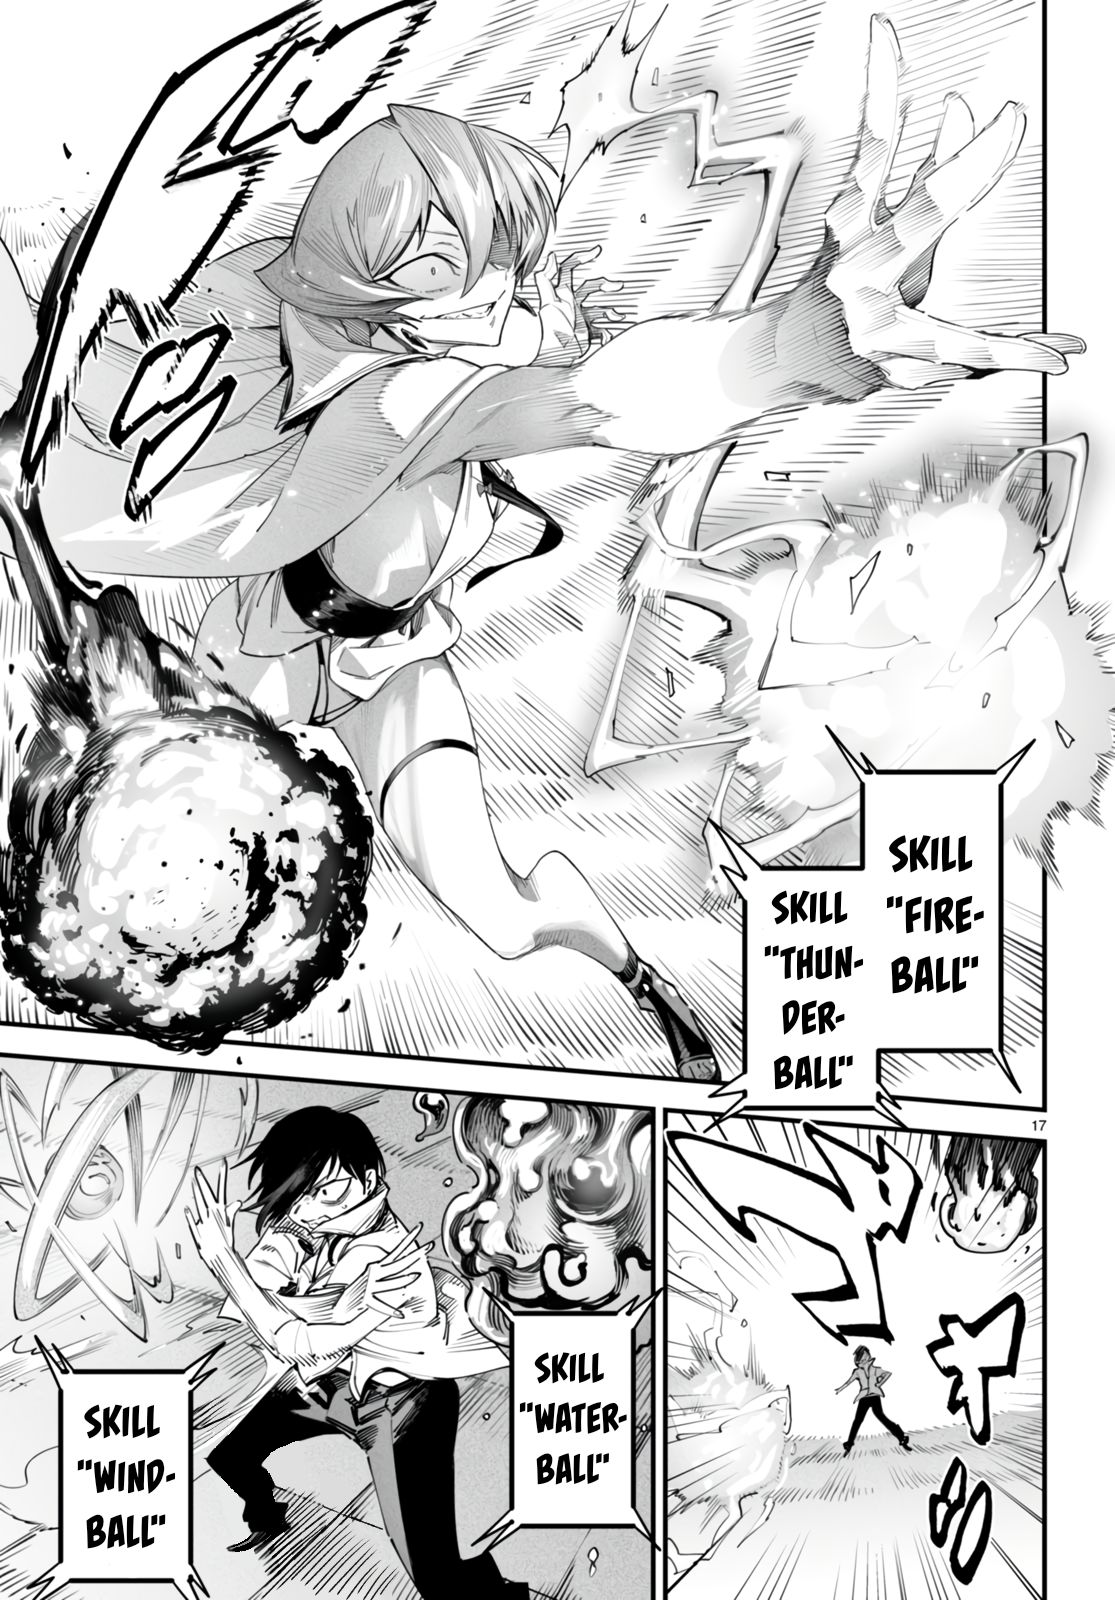 SKILL
"FIRE-
BALL"
SKILL
"THUN-
DER-
BALL"
17
SKILL
"WATER-
BALL"
SKILL
"WIND-
BALL"